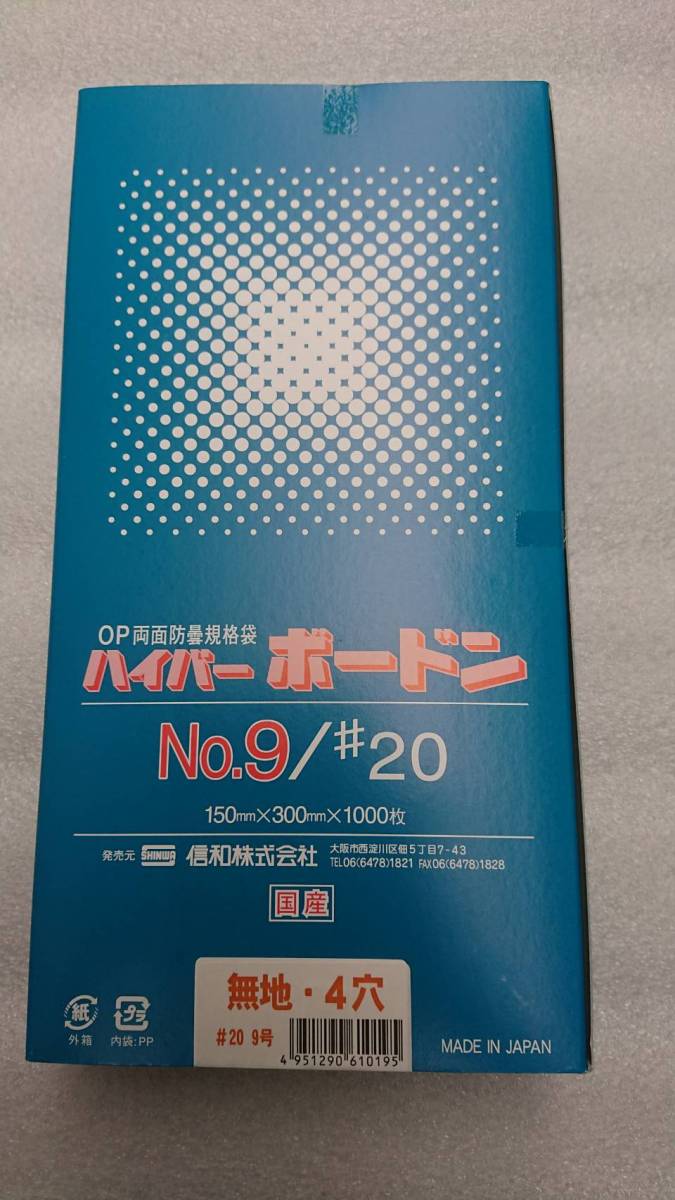 OP両面防曇規格袋
ハイパー ボードン
No.9/#20
150mm×300mm×1000枚
発売元 SHINWA 信和株式会社 大阪市西淀川区佃5丁目7-43
TEL06(6478)1821 FAX06(6478)1828
国産
無地・4穴
#20 9号
4 951290 610195
紙
外箱
プラ
内袋:PP
MADE IN JAPAN